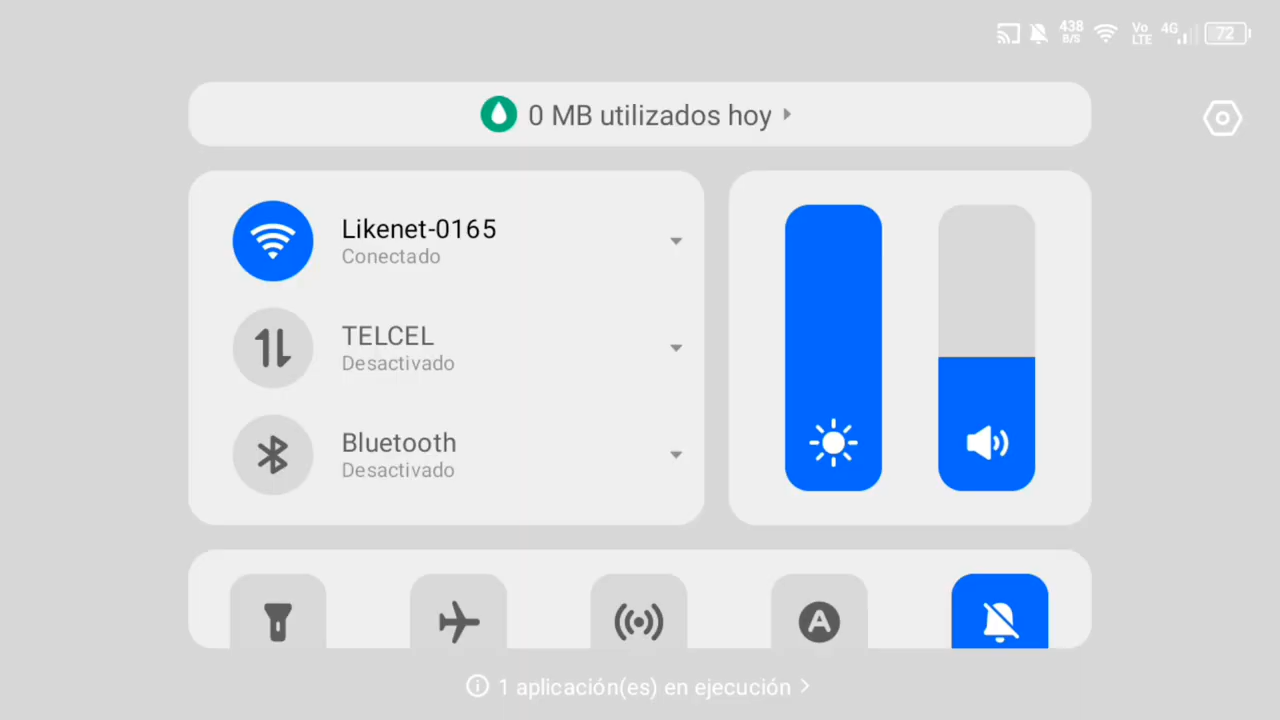 438 B/S
Vo LTE
4G
72
0 MB utilizados hoy
Likenet-0165
Conectado
TELCEL
Desactivado
Bluetooth
Desactivado
A
1 aplicación(es) en ejecución